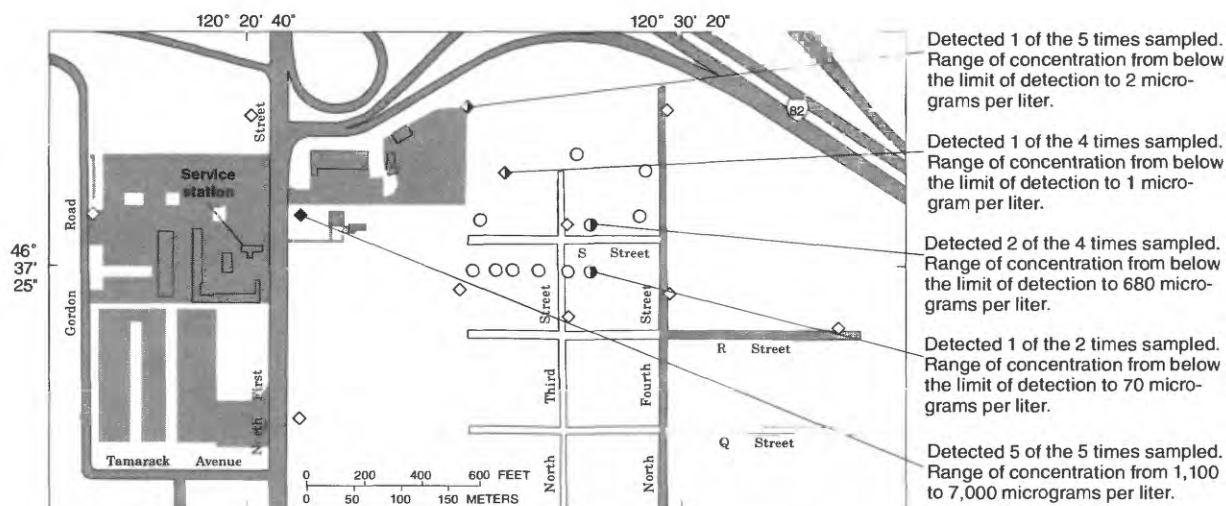 120° 20' 40"
120° 30' 20"
Detected 1 of the 5 times sampled.
Range of concentration from below
the limit of detection to 2 micro-
grams per liter.
82
Street
Detected 1 of the 4 times sampled.
Range of concentration from below
the limit of detection to 1 micro-
gram per liter.
Service
station
Road
46°
37'
25"
S Street
Detected 2 of the 4 times sampled.
Range of concentration from below
the limit of detection to 680 micro-
grams per liter.
Gordon
Street
Street
R Street
Detected 1 of the 2 times sampled.
Range of concentration from below
the limit of detection to 70 micro-
grams per liter.
First
Third
Fourth
North
Q Street
Tamarack Avenue
0 200 400 600 FEET
0 50 100 150 METERS
North
North
Detected 5 of the 5 times sampled.
Range of concentration from 1,100
to 7,000 micrograms per liter.